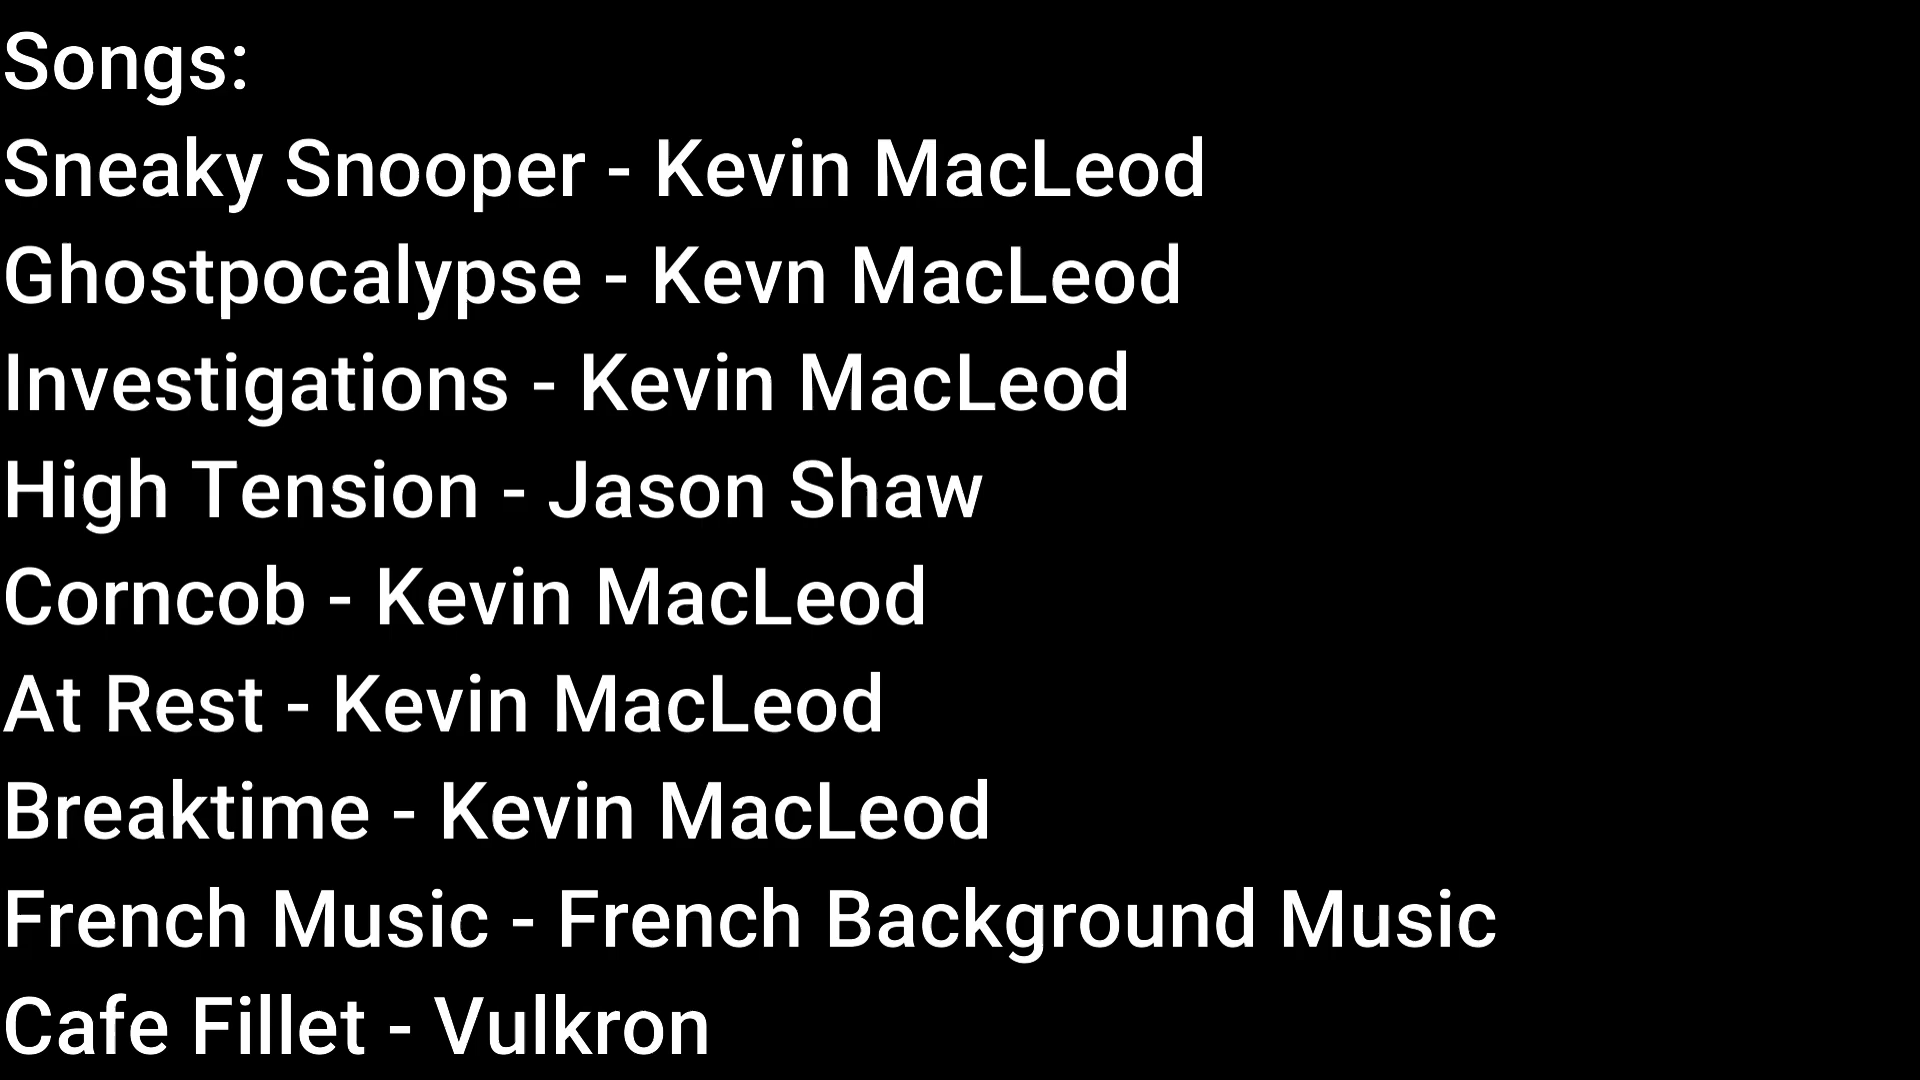 Songs:
Sneaky Snooper - Kevin MacLeod
Ghostpocalypse - Kevn MacLeod
Investigations - Kevin MacLeod
High Tension - Jason Shaw
Corncob - Kevin MacLeod
At Rest - Kevin MacLeod
Breaktime - Kevin MacLeod
French Music - French Background Music
Cafe Fillet - Vulkron